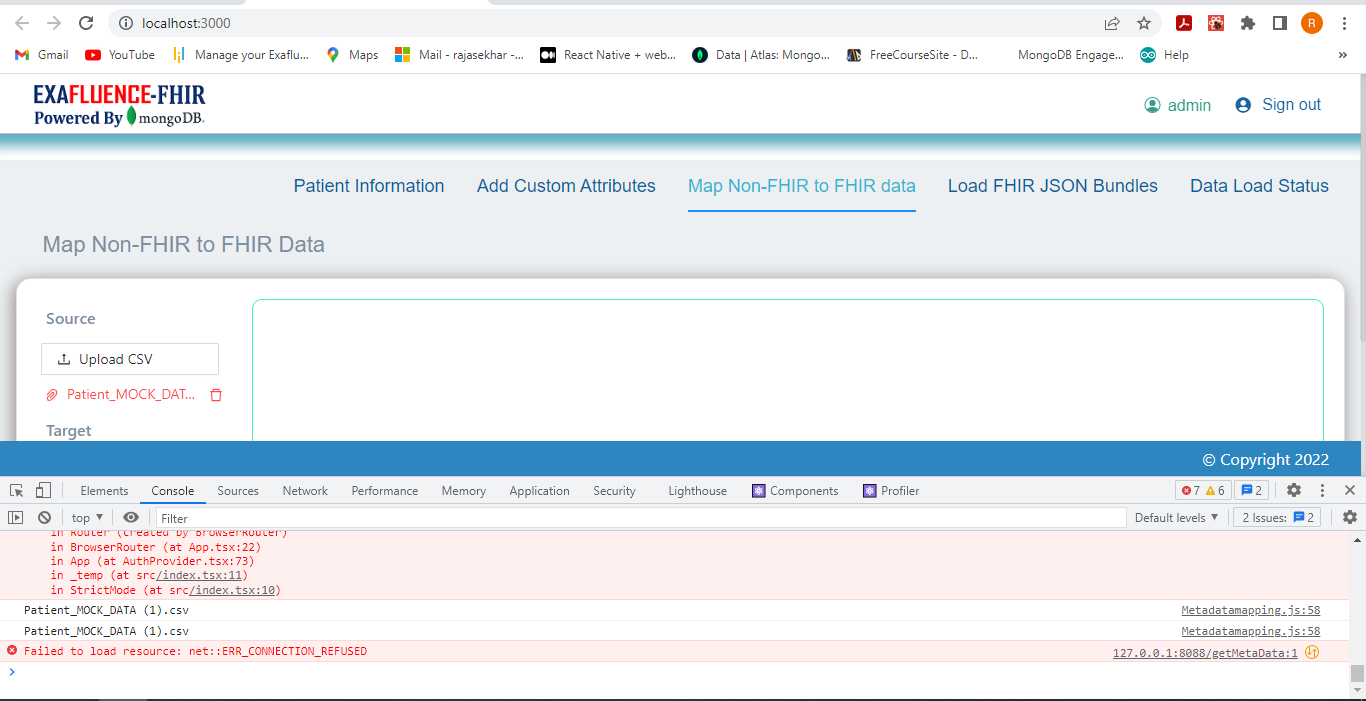 localhost:3000
R
Gmail YouTube Manage your Exaflu... Maps Mail - rajasekhar -... React Native + web... Data | Atlas: Mongo... FreeCourseSite - D... MongoDB Engage... Help »
EXAFLUENCE-FHIR
Powered By mongoDB.
admin Sign out
Patient Information Add Custom Attributes Map Non-FHIR to FHIR data Load FHIR JSON Bundles Data Load Status
Map Non-FHIR to FHIR Data
Source
Upload CSV
Patient_MOCK_DAT...
Target
© Copyright 2022
Elements Console Sources Network Performance Memory Application Security Lighthouse Components Profiler 7 6 2
top ▼ Filter Default levels ▼ 2 Issues: 2
in Router (created by BrowserRouter)
in BrowserRouter (at App.tsx:22)
in App (at AuthProvider.tsx:73)
in _temp (at src/index.tsx:11)
in StrictMode (at src/index.tsx:10)
Patient_MOCK_DATA (1).csv Metadatamapping.js:58
Patient_MOCK_DATA (1).csv Metadatamapping.js:58
Failed to load resource: net::ERR_CONNECTION_REFUSED 127.0.0.1:8088/getMetaData:1